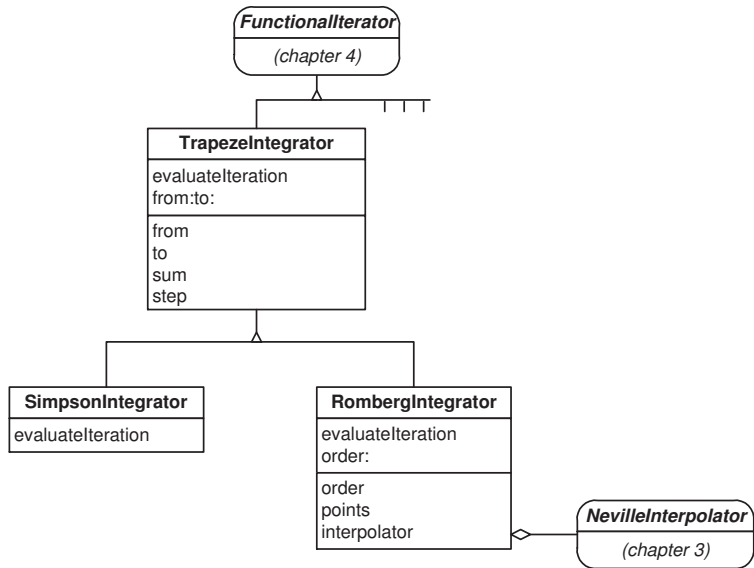 FunctionalIterator
(chapter 4)
TrapezeIntegrator
evaluateIteration
from:to:
from
to
sum
step
SimpsonIntegrator
evaluateIteration
RombergIntegrator
evaluateIteration
order:
order
points
interpolator
NevilleInterpolator
(chapter 3)